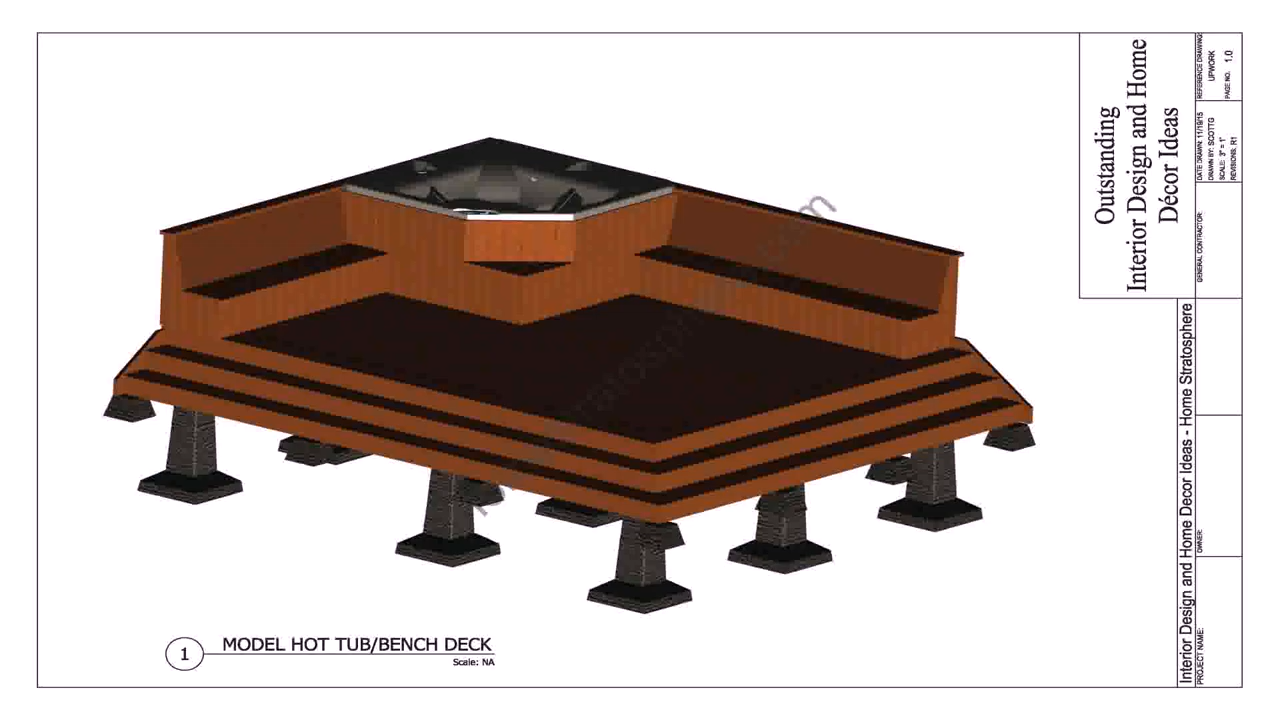 Outstanding
Interior Design and Home
Décor Ideas
REFERENCE DRAWING:
UPWORK
PAGE NO. 1.0
DATE DRAWN: 11/19/15
DRAWN BY: SCOTTG
SCALE: 3" = 1'
REVISIONS: R1
GENERAL CONTRACTOR:
Interior Design and Home Decor Ideas - Home Stratosphere
OWNER:
PROJECT NAME:
1
MODEL HOT TUB/BENCH DECK
Scale: NA